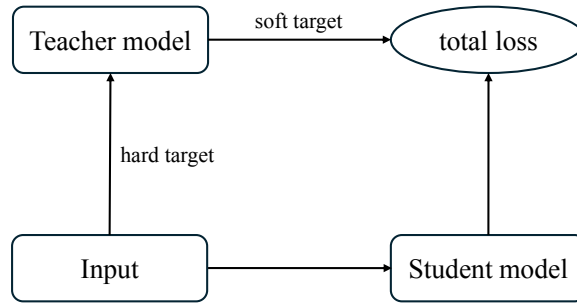 Teacher model
soft target
total loss
hard target
Input
Student model